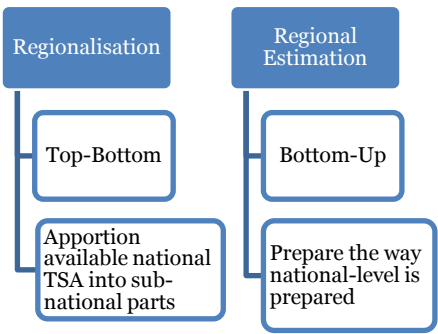 Regionalisation
Top-Bottom
Apportion
available national
TSA into sub-
national parts
Regional
Estimation
Bottom-Up
Prepare the way
national-level is
prepared